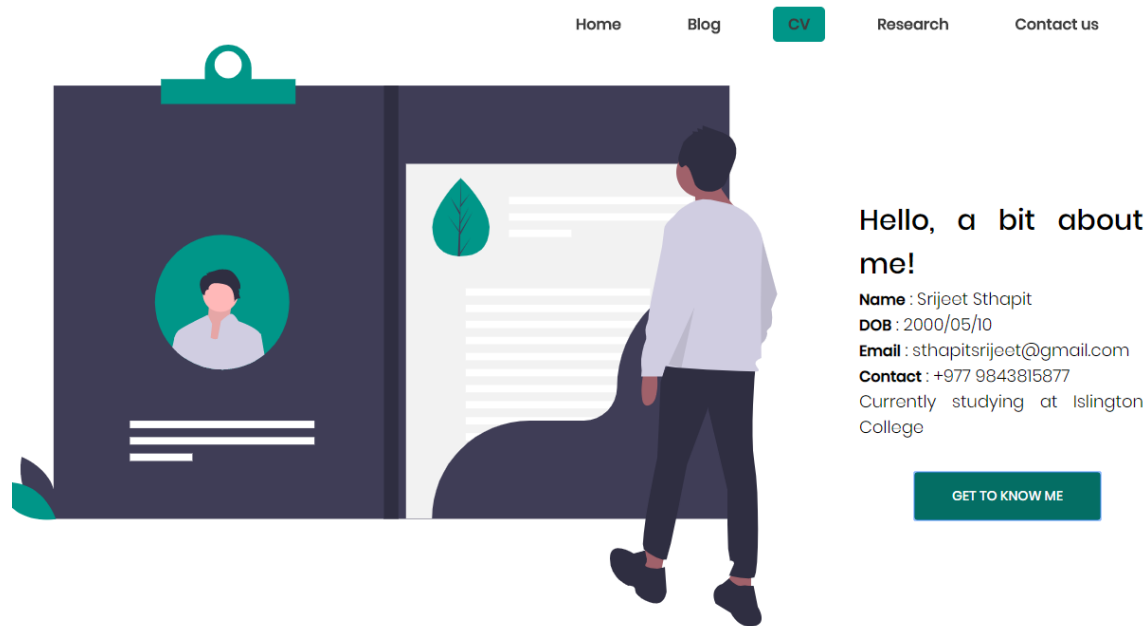 Home Blog CV Research Contact us
Hello, a bit about
me!
Name : Srijeet Sthapit
DOB : 2000/05/10
Email : sthapitsrijeet@gmail.com
Contact : +977 9843815877
Currently studying at Islington
College
GET TO KNOW ME